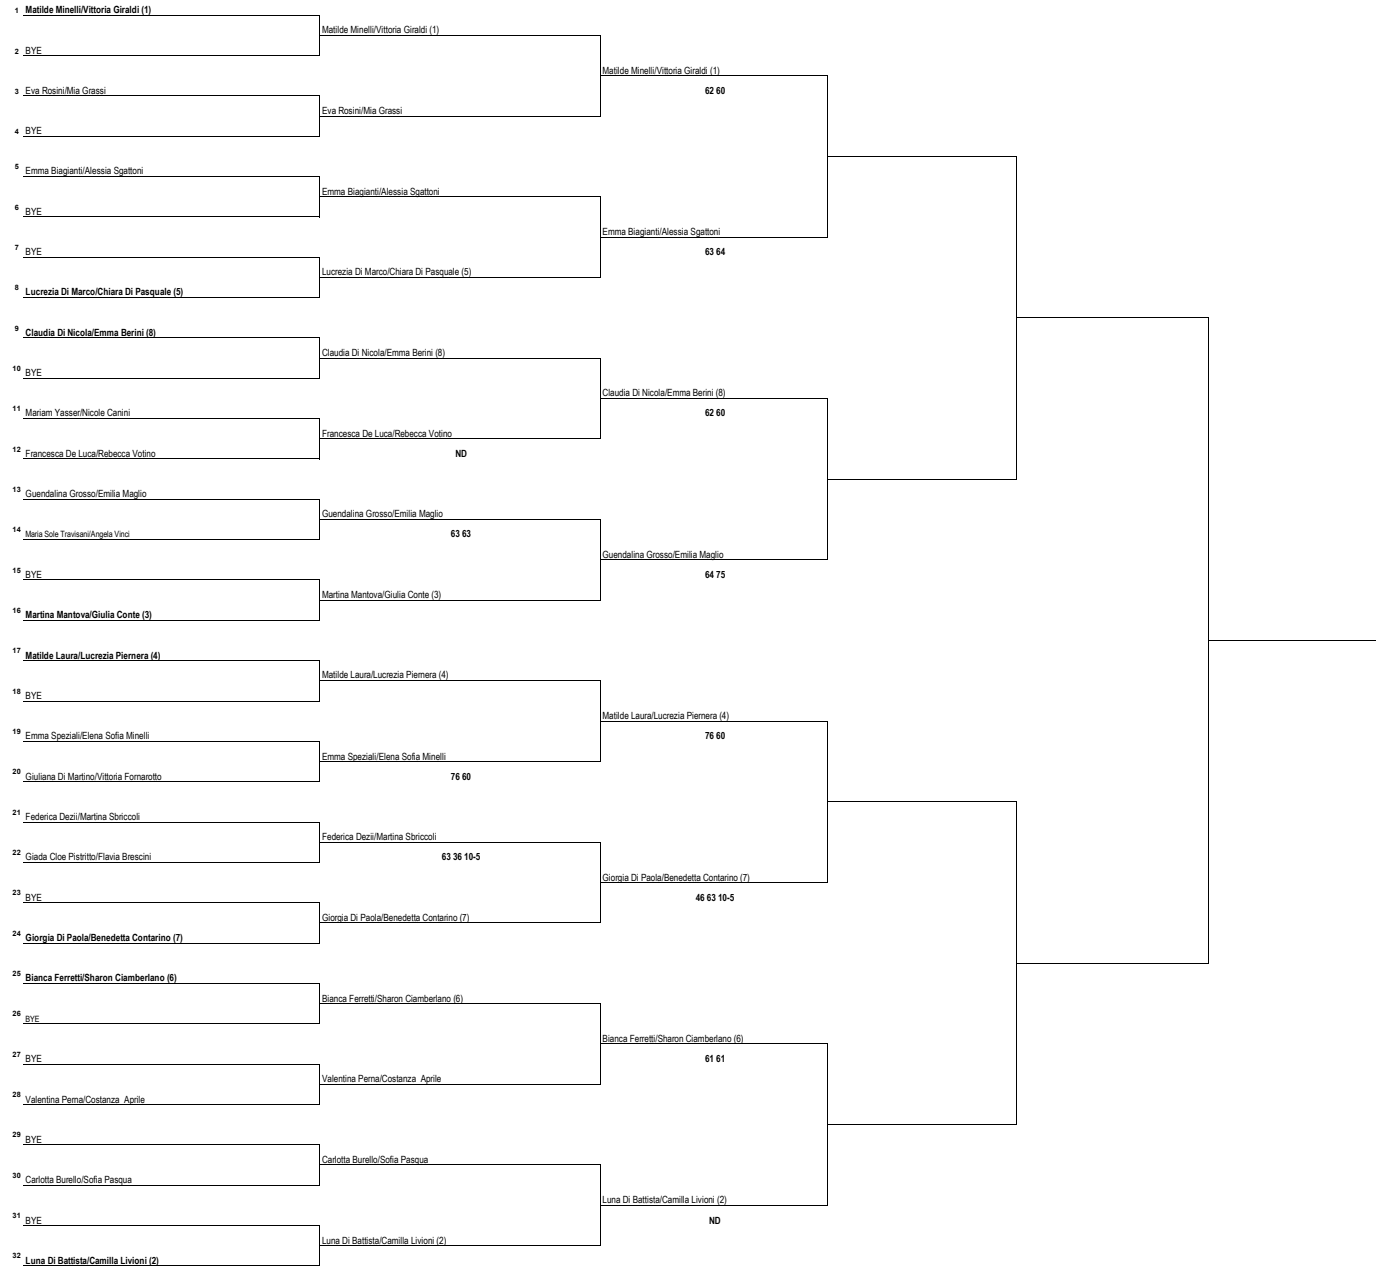 1 Matilde Minelli/Vittoria Giraldi (1)
Matilde Minelli/Vittoria Giraldi (1)
2 BYE
Matilde Minelli/Vittoria Giraldi (1)
3 Eva Rosini/Mia Grassi
62 60
Eva Rosini/Mia Grassi
4 BYE
5 Emma Biagianti/Alessia Sgattoni
Emma Biagianti/Alessia Sgattoni
6 BYE
Emma Biagianti/Alessia Sgattoni
7 BYE
63 64
Lucrezia Di Marco/Chiara Di Pasquale (5)
8 Lucrezia Di Marco/Chiara Di Pasquale (5)
9 Claudia Di Nicola/Emma Berini (8)
Claudia Di Nicola/Emma Berini (8)
10 BYE
Claudia Di Nicola/Emma Berini (8)
11 Mariam Yasser/Nicole Canini
62 60
Francesca De Luca/Rebecca Votino
12 Francesca De Luca/Rebecca Votino
ND
13 Guendalina Grosso/Emilia Maglio
Guendalina Grosso/Emilia Maglio
14 Maria Sole Travisani/Angela Vinci
63 63
Guendalina Grosso/Emilia Maglio
15 BYE
64 75
Martina Mantova/Giulia Conte (3)
16 Martina Mantova/Giulia Conte (3)
17 Matilde Laura/Lucrezia Piernera (4)
Matilde Laura/Lucrezia Piernera (4)
18 BYE
Matilde Laura/Lucrezia Piernera (4)
19 Emma Speziali/Elena Sofia Minelli
76 60
Emma Speziali/Elena Sofia Minelli
20 Giuliana Di Martino/Vittoria Fornarotto
76 60
21 Federica Dezii/Martina Sbriccoli
Federica Dezii/Martina Sbriccoli
22 Giada Cloe Pistritto/Flavia Brescini
63 36 10-5
Giorgia Di Paola/Benedetta Contarino (7)
23 BYE
46 63 10-5
Giorgia Di Paola/Benedetta Contarino (7)
24 Giorgia Di Paola/Benedetta Contarino (7)
25 Bianca Ferretti/Sharon Ciamberlano (6)
Bianca Ferretti/Sharon Ciamberlano (6)
26 BYE
Bianca Ferretti/Sharon Ciamberlano (6)
27 BYE
61 61
Valentina Perna/Costanza Aprile
28 Valentina Perna/Costanza Aprile
29 BYE
Carlotta Burello/Sofia Pasqua
30 Carlotta Burello/Sofia Pasqua
Luna Di Battista/Camilla Livioni (2)
31 BYE
ND
Luna Di Battista/Camilla Livioni (2)
32 Luna Di Battista/Camilla Livioni (2)